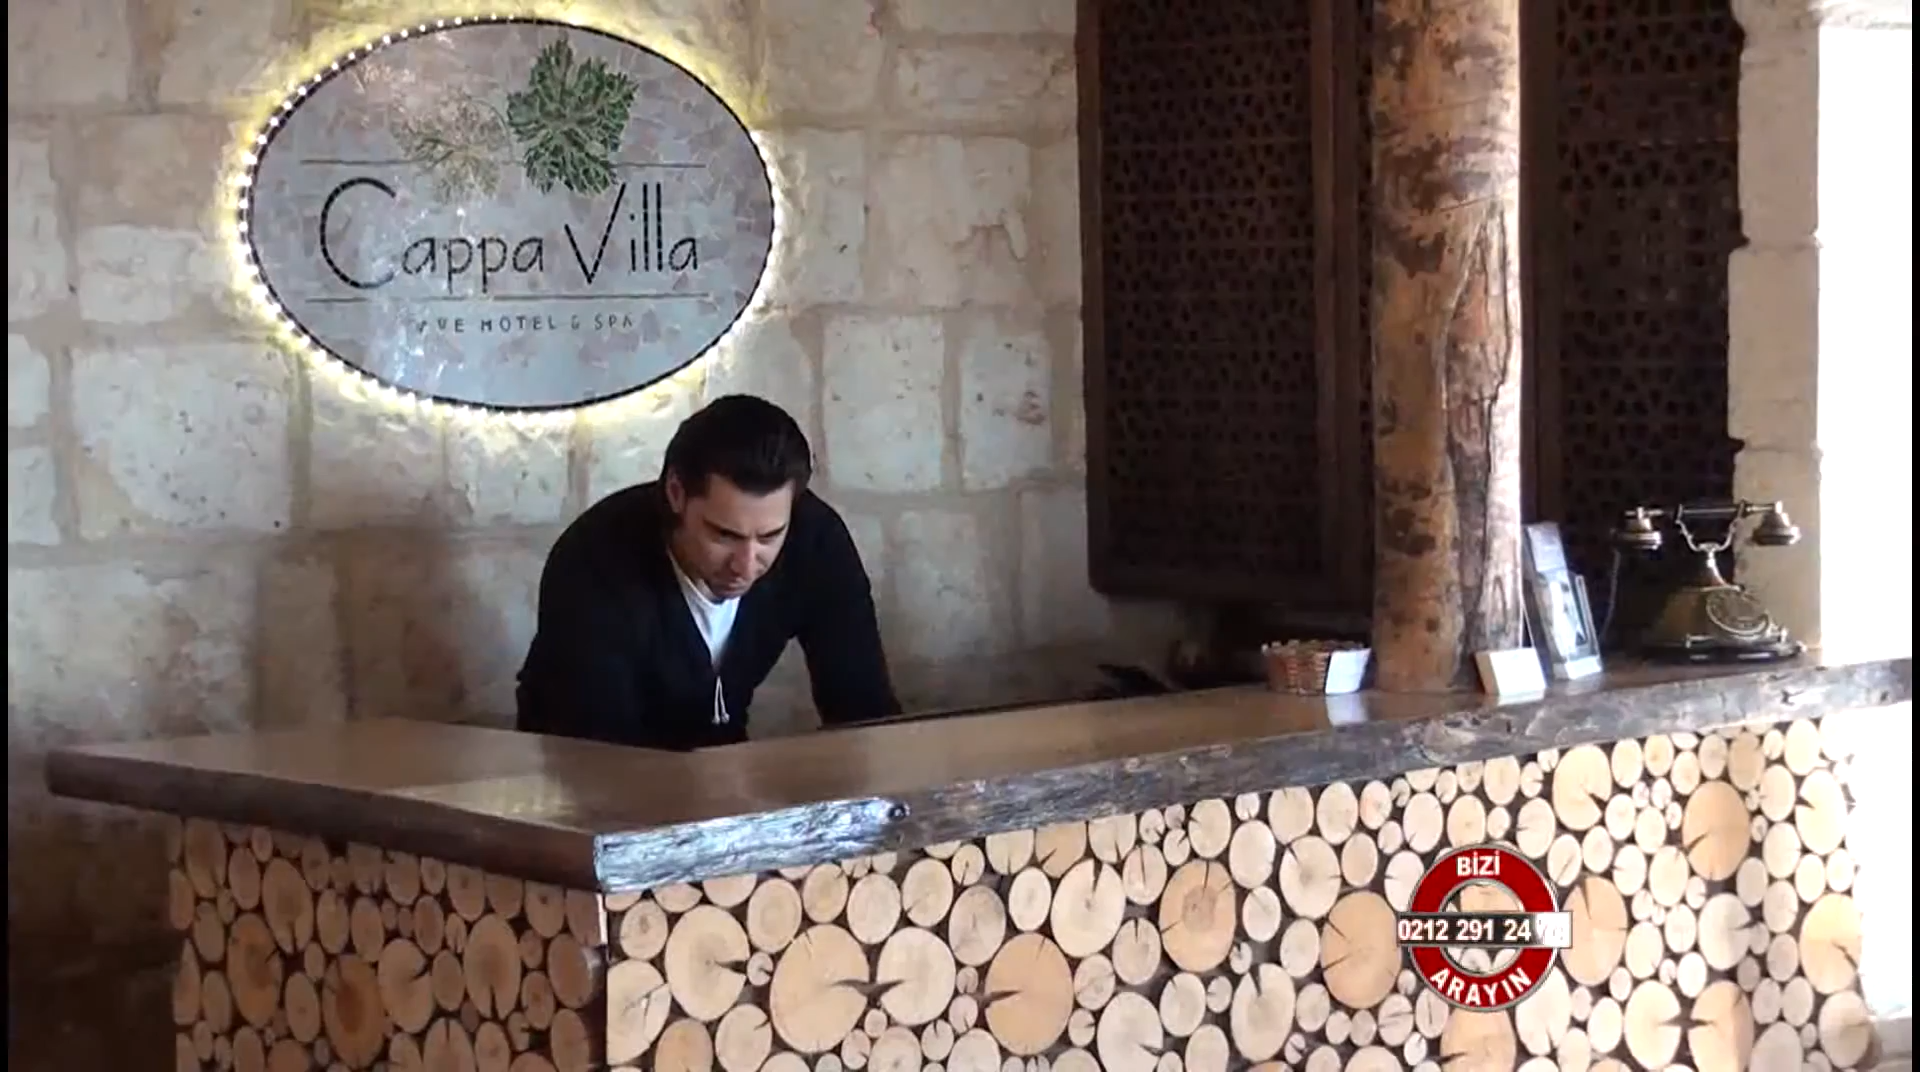 Cappa Villa
HOTEL & SPA
BİZİ
0212 291 24
ARAYIN